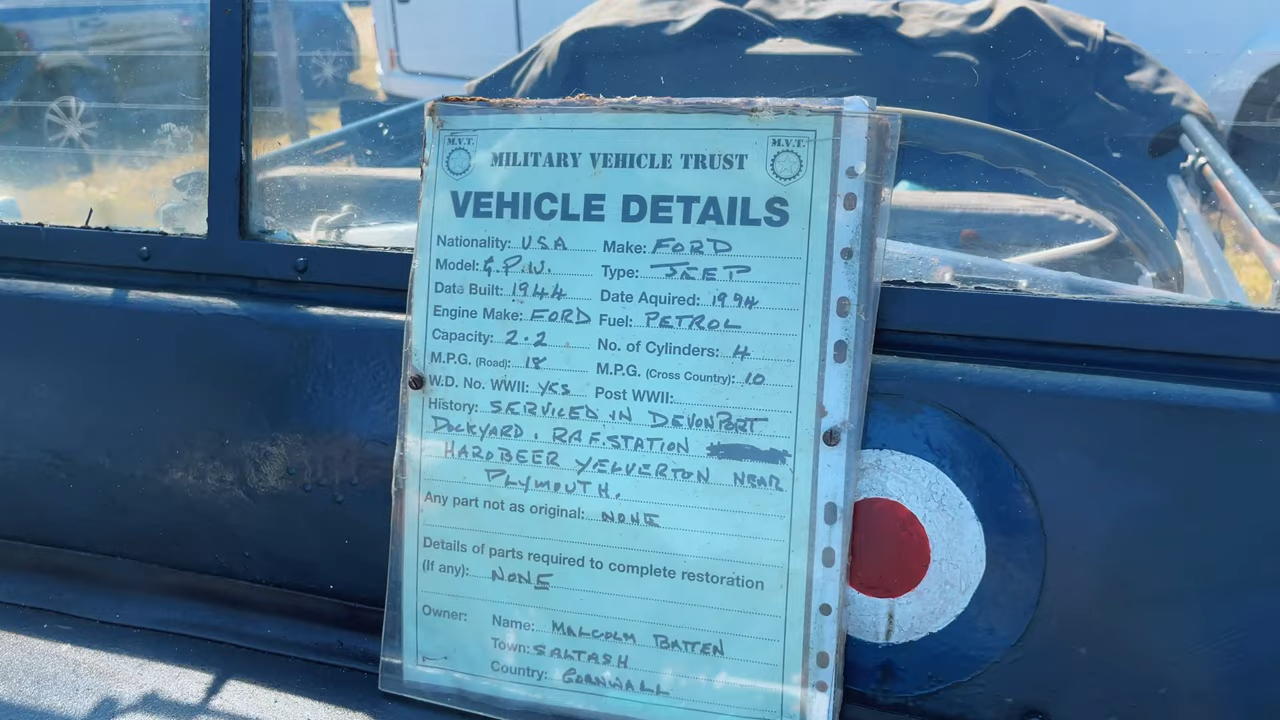 M.V.T. MILITARY VEHICLE TRUST M.V.T.
VEHICLE DETAILS
Nationality: USA Make: FORD
Model: G.P.W. Type: JEEP
Data Built: 1944 Date Aquired: 1994
Engine Make: FORD Fuel: PETROL
Capacity: 2.2 No. of Cylinders: 4
M.P.G. (Road): 18 M.P.G. (Cross Country): 10
W.D. No. WWII: YES Post WWII:
History: SERVICED IN DEVONPORT
DOCKYARD. RAF. STATION
HAROBEER YELVERTON NEAR
PLYMOUTH.
Any part not as original: NONE
Details of parts required to complete restoration
(If any): NONE
Owner: Name: MALCOLM BATTEN
Town: SALTASH
Country: CORNWALL